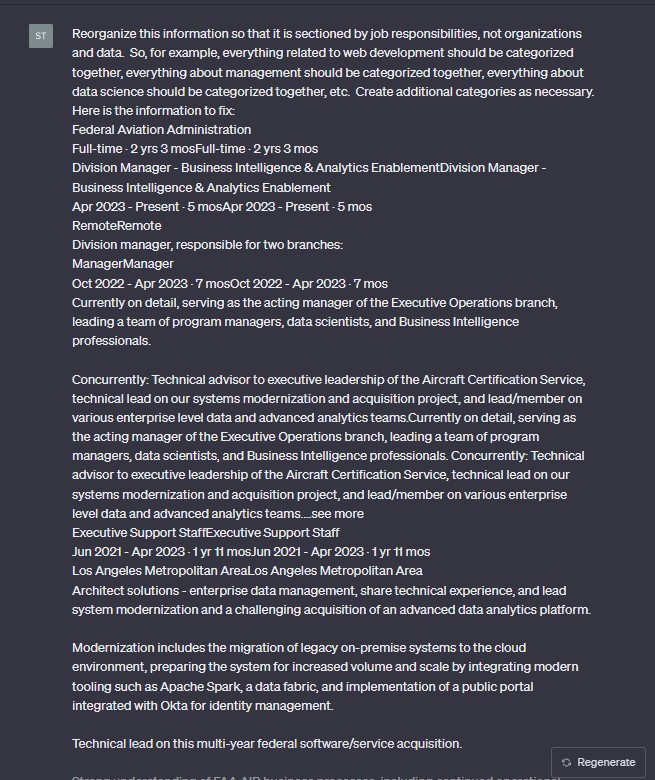 ST
Reorganize this information so that it is sectioned by job responsibilities, not organizations
and data. So, for example, everything related to web development should be categorized
together, everything about management should be categorized together, everything about
data science should be categorized together, etc. Create additional categories as necessary.
Here is the information to fix:
Federal Aviation Administration
Full-time · 2 yrs 3 mosFull-time · 2 yrs 3 mos
Division Manager - Business Intelligence & Analytics EnablementDivision Manager -
Business Intelligence & Analytics Enablement
Apr 2023 - Present · 5 mosApr 2023 - Present · 5 mos
RemoteRemote
Division manager, responsible for two branches:
ManagerManager
Oct 2022 - Apr 2023 · 7 mosOct 2022 - Apr 2023 · 7 mos
Currently on detail, serving as the acting manager of the Executive Operations branch,
leading a team of program managers, data scientists, and Business Intelligence
professionals.
Concurrently: Technical advisor to executive leadership of the Aircraft Certification Service,
technical lead on our systems modernization and acquisition project, and lead/member on
various enterprise level data and advanced analytics teams.Currently on detail, serving as
the acting manager of the Executive Operations branch, leading a team of program
managers, data scientists, and Business Intelligence professionals. Concurrently: Technical
advisor to executive leadership of the Aircraft Certification Service, technical lead on our
systems modernization and acquisition project, and lead/member on various enterprise
level data and advanced analytics teams....see more
Executive Support StaffExecutive Support Staff
Jun 2021 - Apr 2023 · 1 yr 11 mosJun 2021 - Apr 2023 · 1 yr 11 mos
Los Angeles Metropolitan AreaLos Angeles Metropolitan Area
Architect solutions - enterprise data management, share technical experience, and lead
system modernization and a challenging acquisition of an advanced data analytics platform.
Modernization includes the migration of legacy on-premise systems to the cloud
environment, preparing the system for increased volume and scale by integrating modern
tooling such as Apache Spark, a data fabric, and implementation of a public portal
integrated with Okta for identity management.
Technical lead on this multi-year federal software/service acquisition.
Regenerate